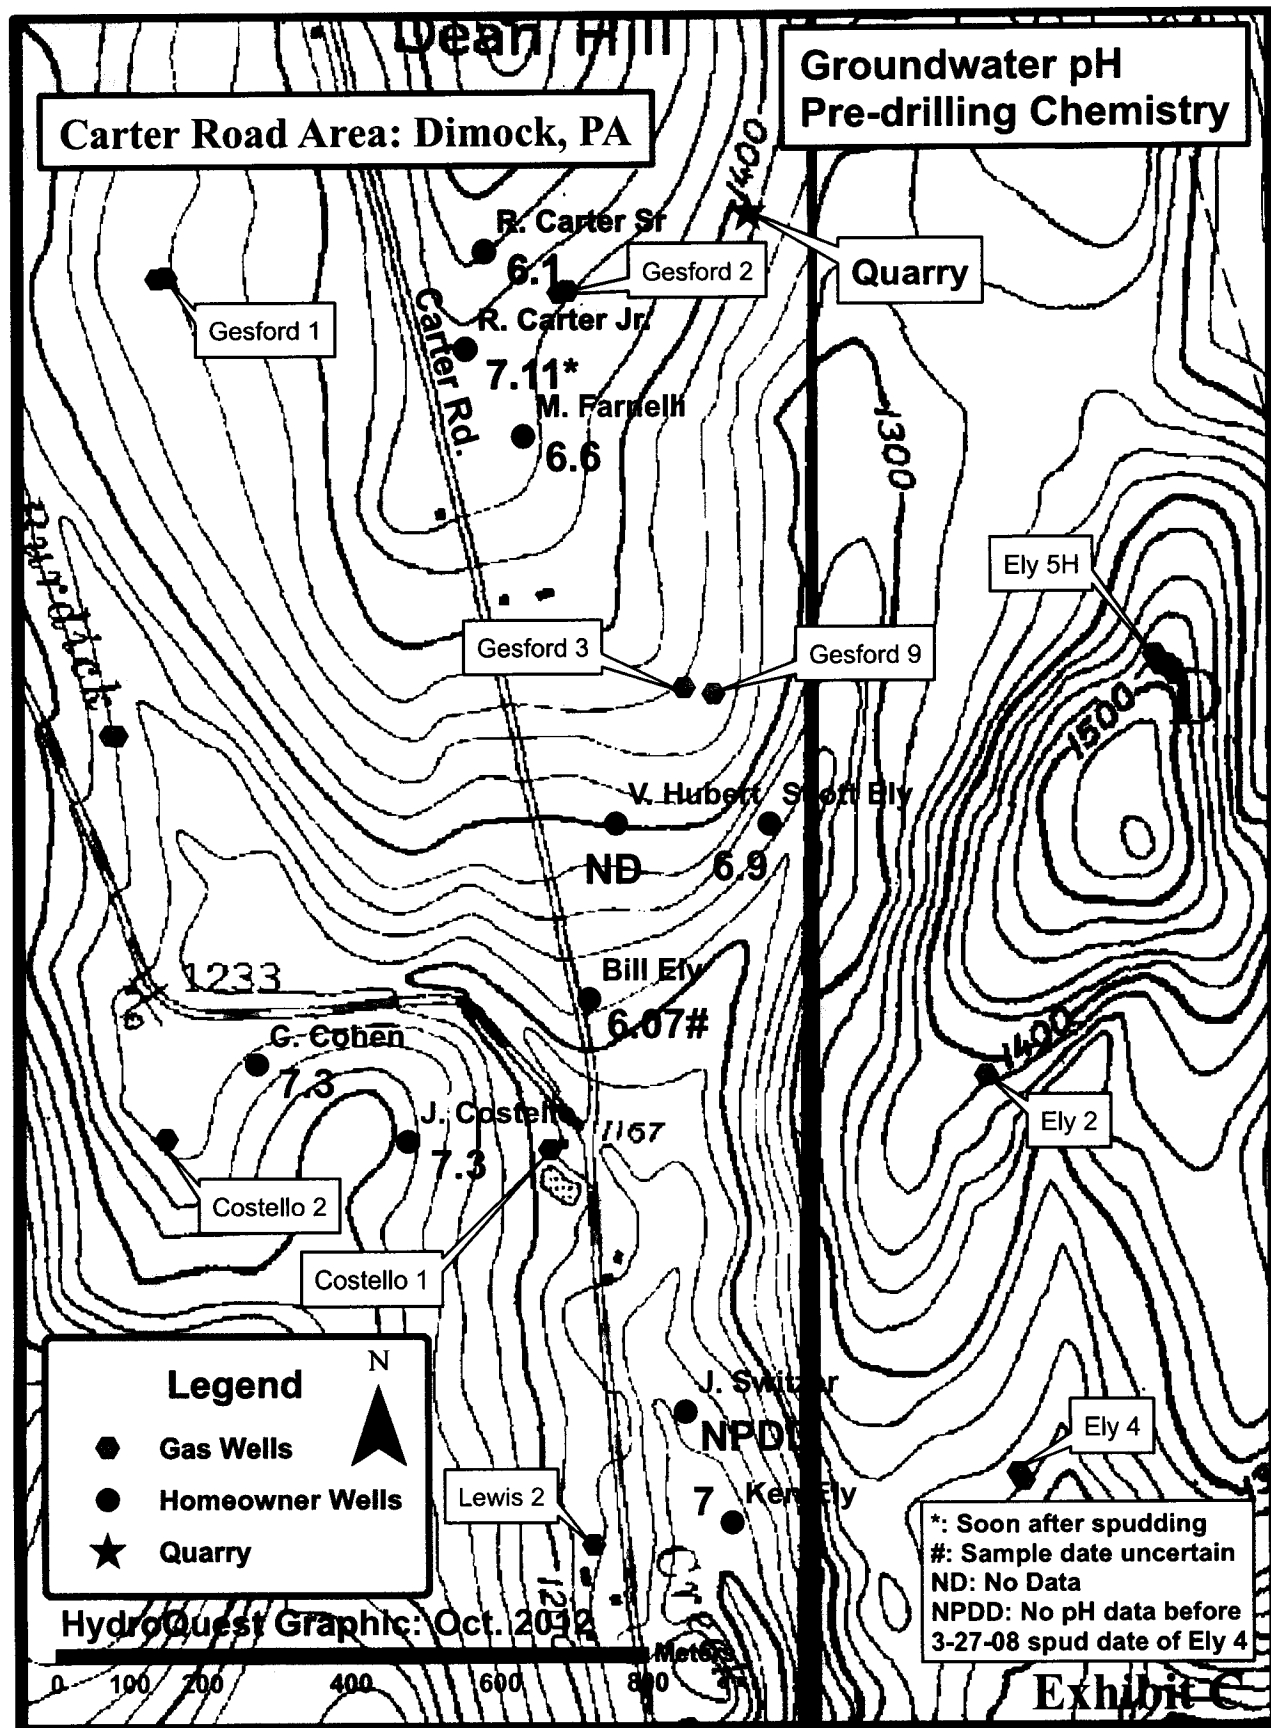 Dean Hill
Groundwater pH
Pre-drilling Chemistry
Carter Road Area: Dimock, PA
1400
R. Carter Sr
6.1
Gesford 2
Quarry
Gesford 1
Carter Rd.
R. Carter Jr.
7.11*
M. Farnelli
6.6
1300
Burdick
Ely 5H
Gesford 3
Gesford 9
1500
V. Hubert
Scott Ely
ND
6.9
Bill Ely
6.07#
1233
G. Cohen
7.3
1400
Ely 2
J. Costello
7.3
1167
Costello 2
Costello 1
Legend
N
Gas Wells
Homeowner Wells
Quarry
J. Switzer
NPDD
Ely 4
Lewis 2
7
Ken Ely
*: Soon after spudding
#: Sample date uncertain
ND: No Data
NPDD: No pH data before
3-27-08 spud date of Ely 4
HydroQuest Graphic: Oct. 2012
Meters
0 100 200 400 600 800
Exhibit C